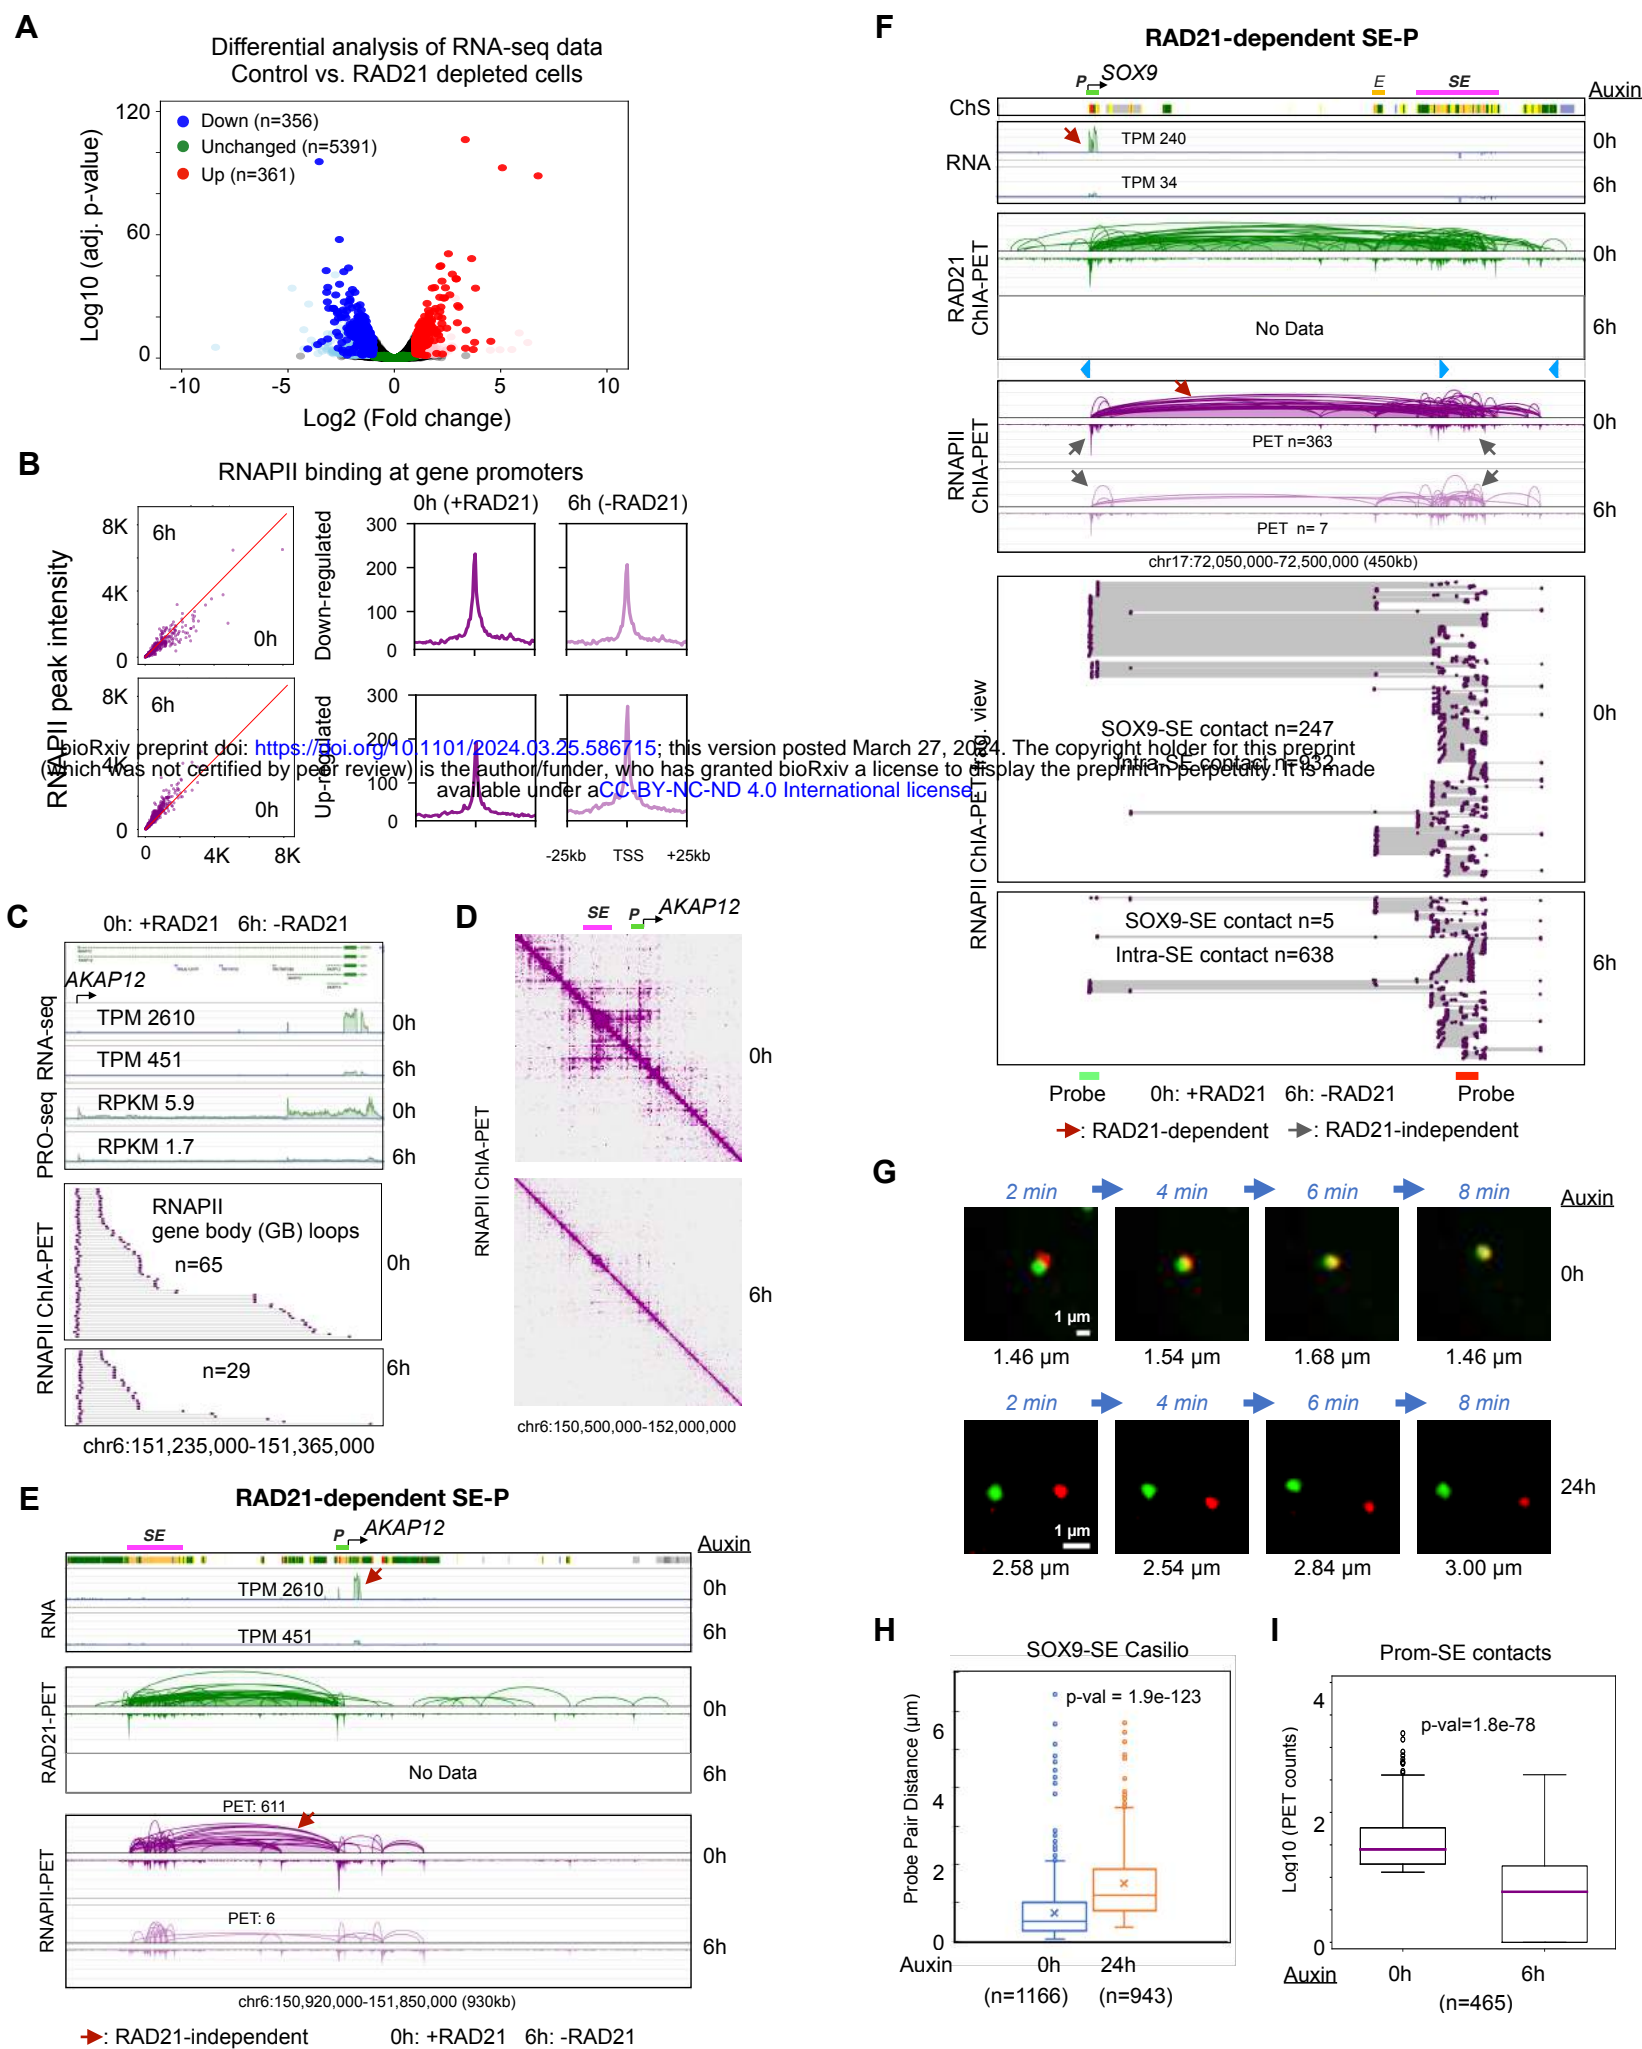 A
Differential analysis of RNA-seq data
Control vs. RAD21 depleted cells
Log10 (adj. p-value)
120
60
0
Down (n=356)
Unchanged (n=5391)
Up (n=361)
-10
-5
0
5
10
Log2 (Fold change)
B
RNAPII binding at gene promoters
0h (+RAD21)
6h (-RAD21)
RNAPII peak intensity
8K
4K
0
6h
0h
Down-regulated
300
200
100
0
8K
4K
0
6h
0h
0
4K
8K
Up-regulated
300
200
100
0
-25kb
TSS
+25kb
bioRxiv preprint doi: https://doi.org/10.1101/2024.03.25.586715; this version posted March 27, 2024. The copyright holder for this preprint
(which was not certified by peer review) is the author/funder, who has granted bioRxiv a license to display the preprint in perpetuity. It is made
available under aCC-BY-NC-ND 4.0 International license.
C
0h: +RAD21 6h: -RAD21
AKAP12
RNA-seq
TPM 2610
0h
TPM 451
6h
PRO-seq
RPKM 5.9
0h
RPKM 1.7
6h
RNAPII ChIA-PET
RNAPII
gene body (GB) loops
n=65
0h
n=29
6h
chr6:151,235,000-151,365,000
D
SE
P
AKAP12
RNAPII ChIA-PET
0h
6h
chr6:150,500,000-152,000,000
E
RAD21-dependent SE-P
SE
P
AKAP12
Auxin
RNA
TPM 2610
0h
TPM 451
6h
RAD21-PET
0h
No Data
6h
RNAPII-PET
PET: 611
0h
PET: 6
6h
chr6:150,920,000-151,850,000 (930kb)
: RAD21-independent
0h: +RAD21 6h: -RAD21
F
RAD21-dependent SE-P
P
SOX9
E
SE
Auxin
ChS
RNA
TPM 240
0h
TPM 34
6h
RAD21
ChIA-PET
0h
No Data
6h
RNAPII
ChIA-PET
PET n=363
0h
PET n= 7
6h
chr17:72,050,000-72,500,000 (450kb)
RNAPII ChIA-PET frag. view
SOX9-SE contact n=247
Intra-SE contact n=932
0h
SOX9-SE contact n=5
Intra-SE contact n=638
6h
Probe
0h: +RAD21 6h: -RAD21
Probe
: RAD21-dependent
: RAD21-independent
G
2 min
4 min
6 min
8 min
Auxin
1 µm
0h
1.46 µm
1.54 µm
1.68 µm
1.46 µm
2 min
4 min
6 min
8 min
1 µm
24h
2.58 µm
2.54 µm
2.84 µm
3.00 µm
H
SOX9-SE Casilio
p-val = 1.9e-123
Probe Pair Distance (µm)
6
4
2
0
Auxin
0h
24h
(n=1166)
(n=943)
I
Prom-SE contacts
p-val=1.8e-78
Log10 (PET counts)
4
2
0
Auxin
0h
6h
(n=465)